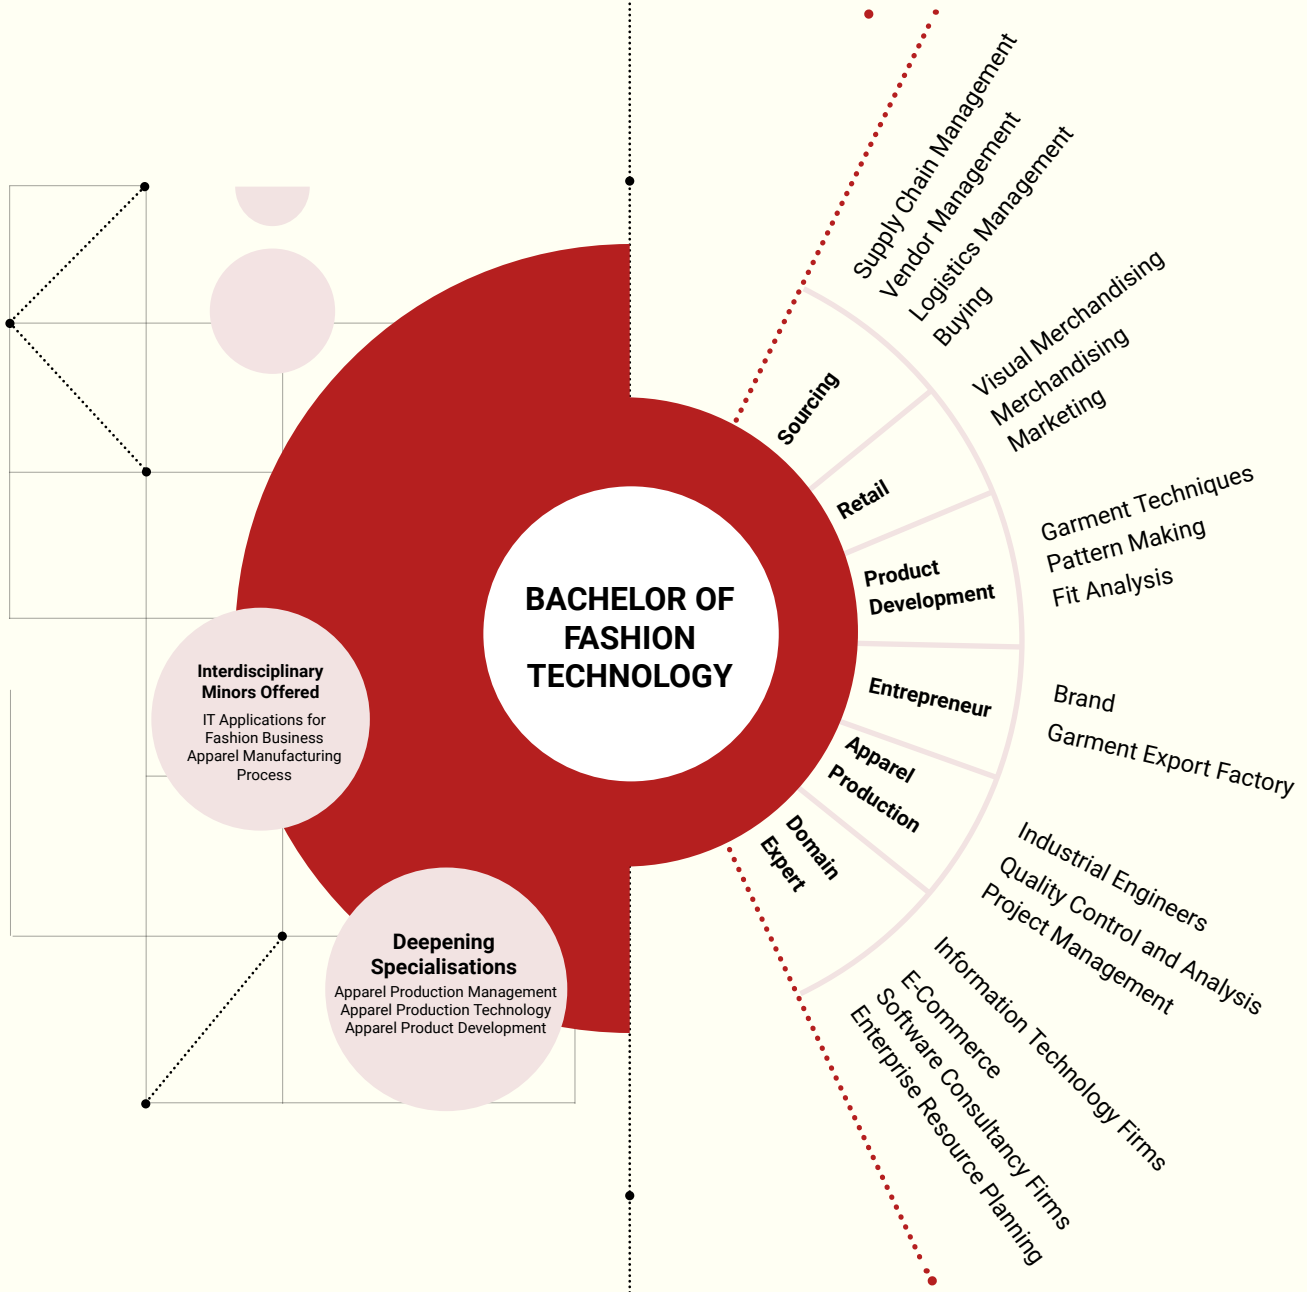 BACHELOR OF
FASHION
TECHNOLOGY
Interdisciplinary
Minors Offered
IT Applications for
Fashion Business
Apparel Manufacturing
Process
Deepening
Specialisations
Apparel Production Management
Apparel Production Technology
Apparel Product Development
Sourcing
Supply Chain Management
Vendor Management
Logistics Management
Buying
Retail
Visual Merchandising
Merchandising
Marketing
Product
Development
Garment Techniques
Pattern Making
Fit Analysis
Entrepreneur
Brand
Garment Export Factory
Apparel
Production
Industrial Engineers
Quality Control and Analysis
Project Management
Domain
Expert
Information Technology Firms
E-Commerce
Software Consultancy Firms
Enterprise Resource Planning